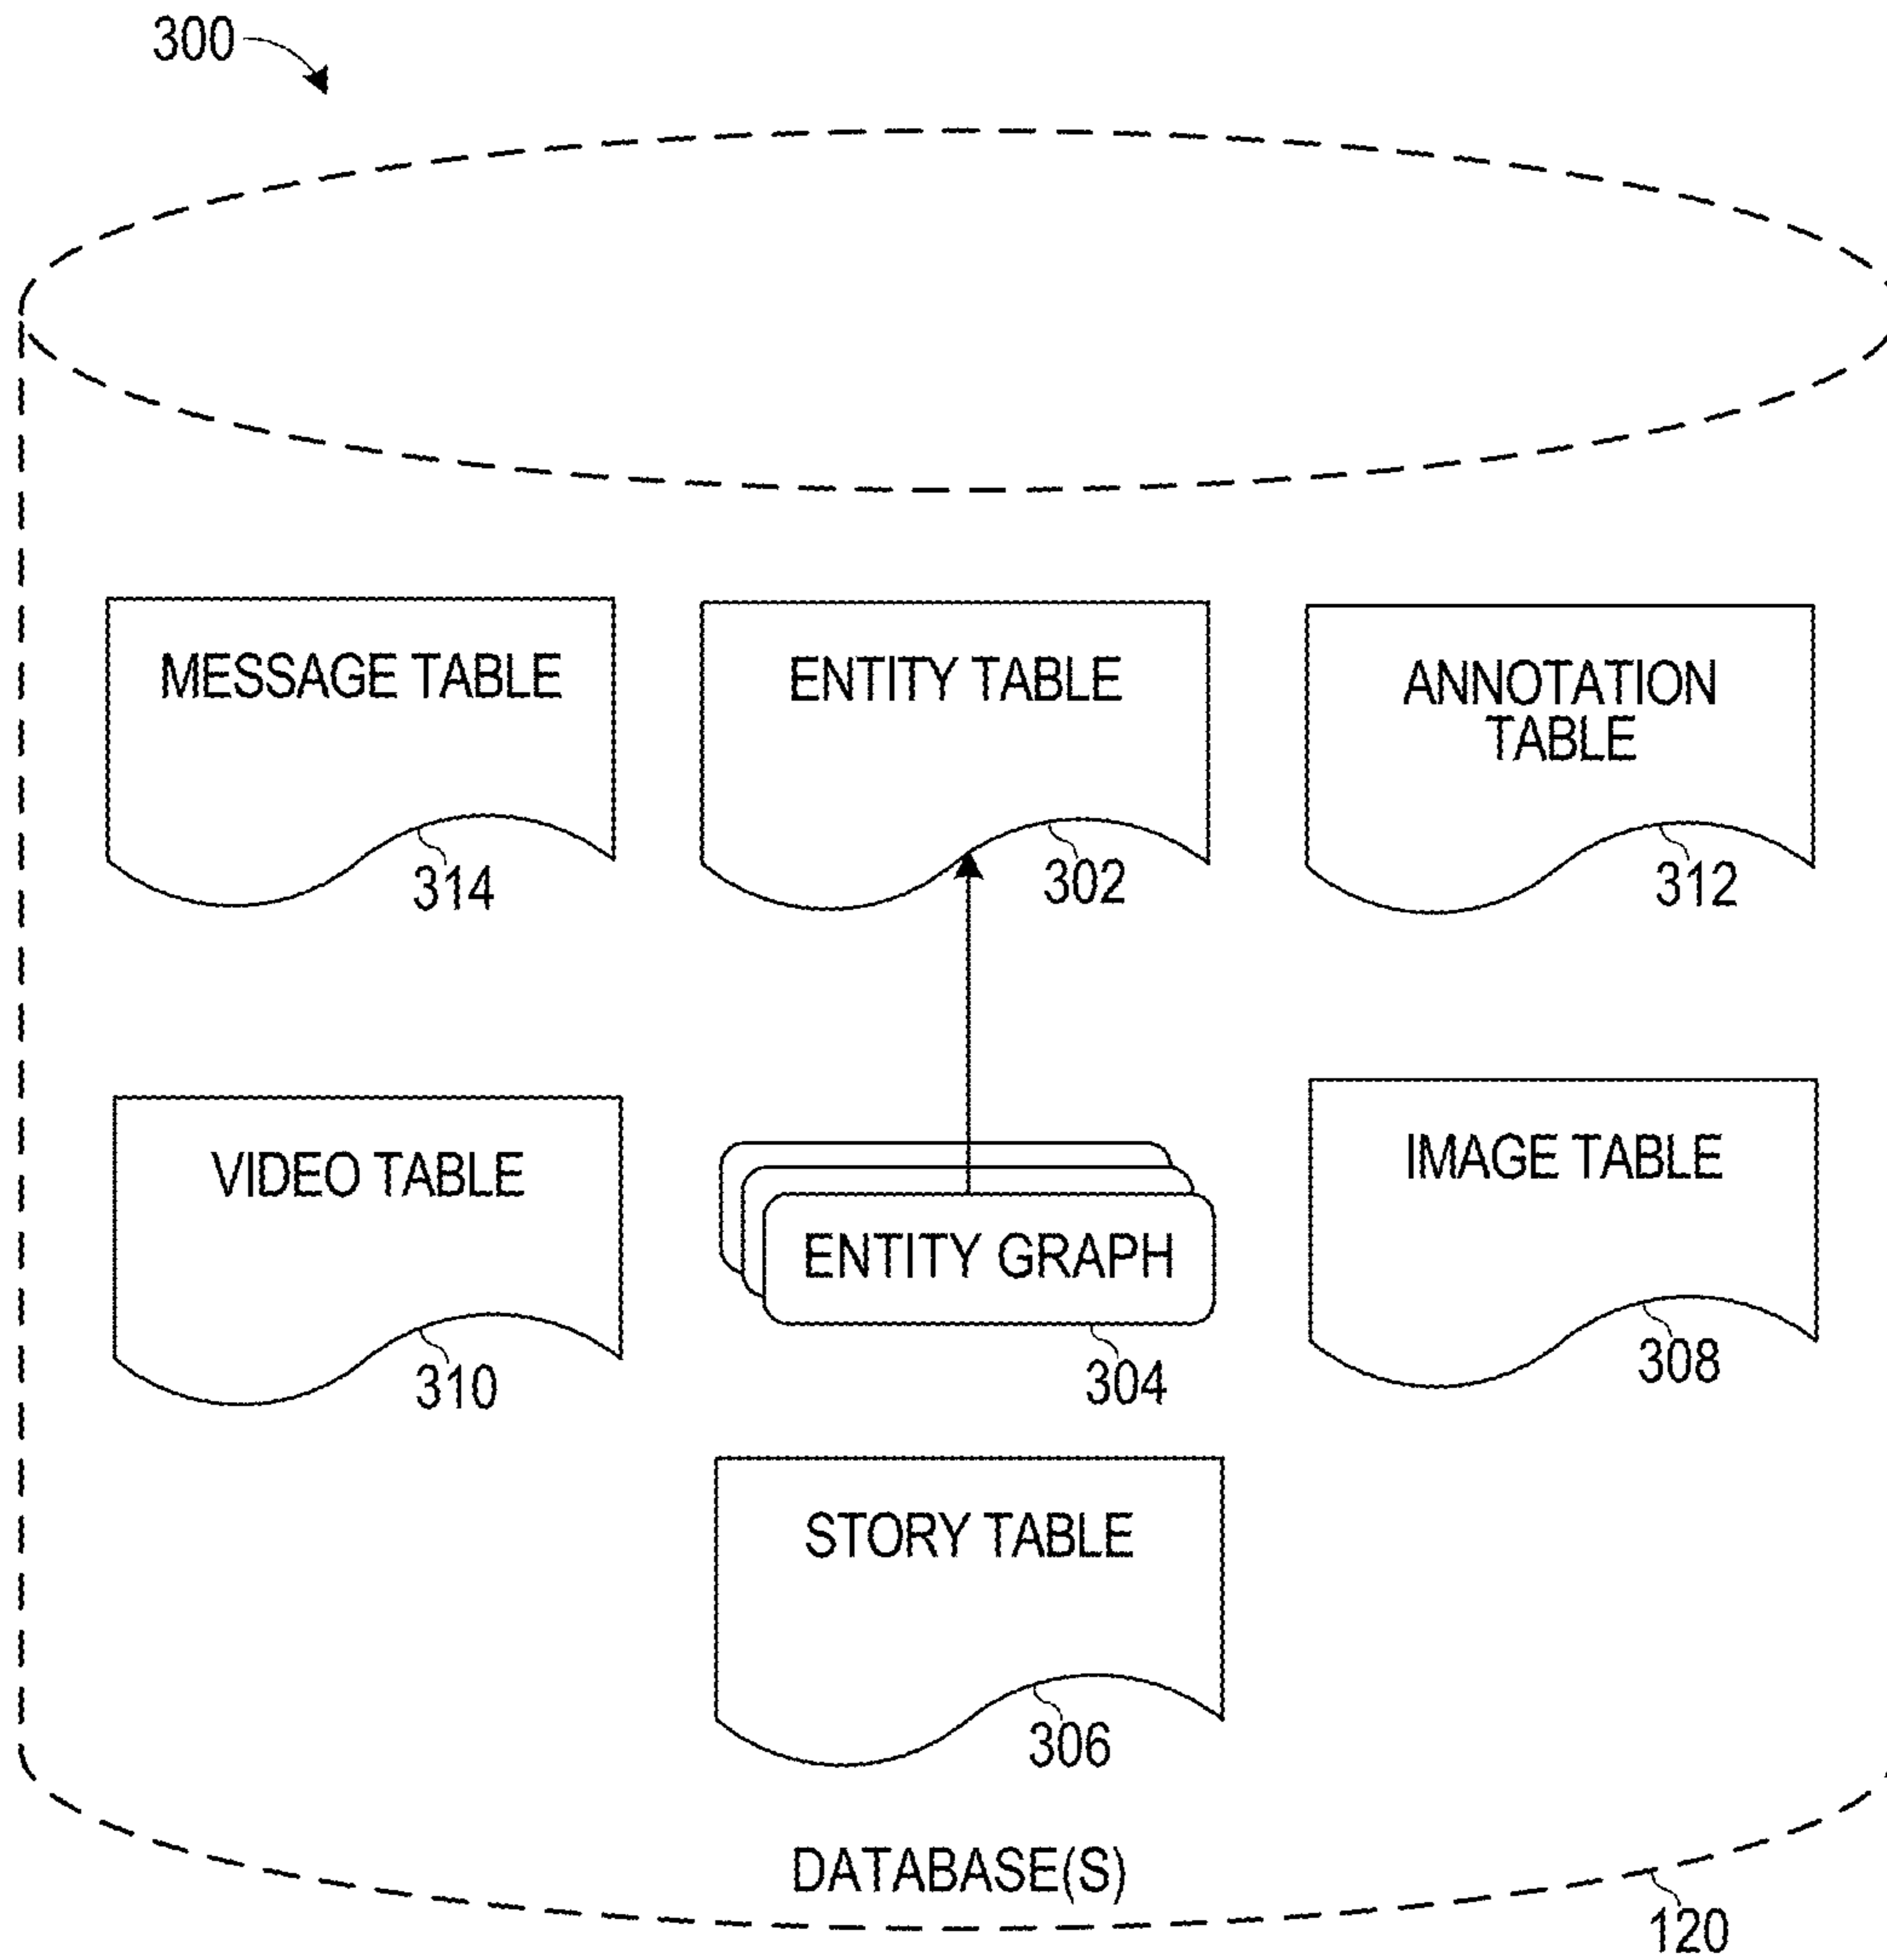 300
MESSAGE TABLE
314
ENTITY TABLE
302
ANNOTATION
TABLE
312
VIDEO TABLE
310
ENTITY GRAPH
304
IMAGE TABLE
308
STORY TABLE
306
DATABASE(S)
120